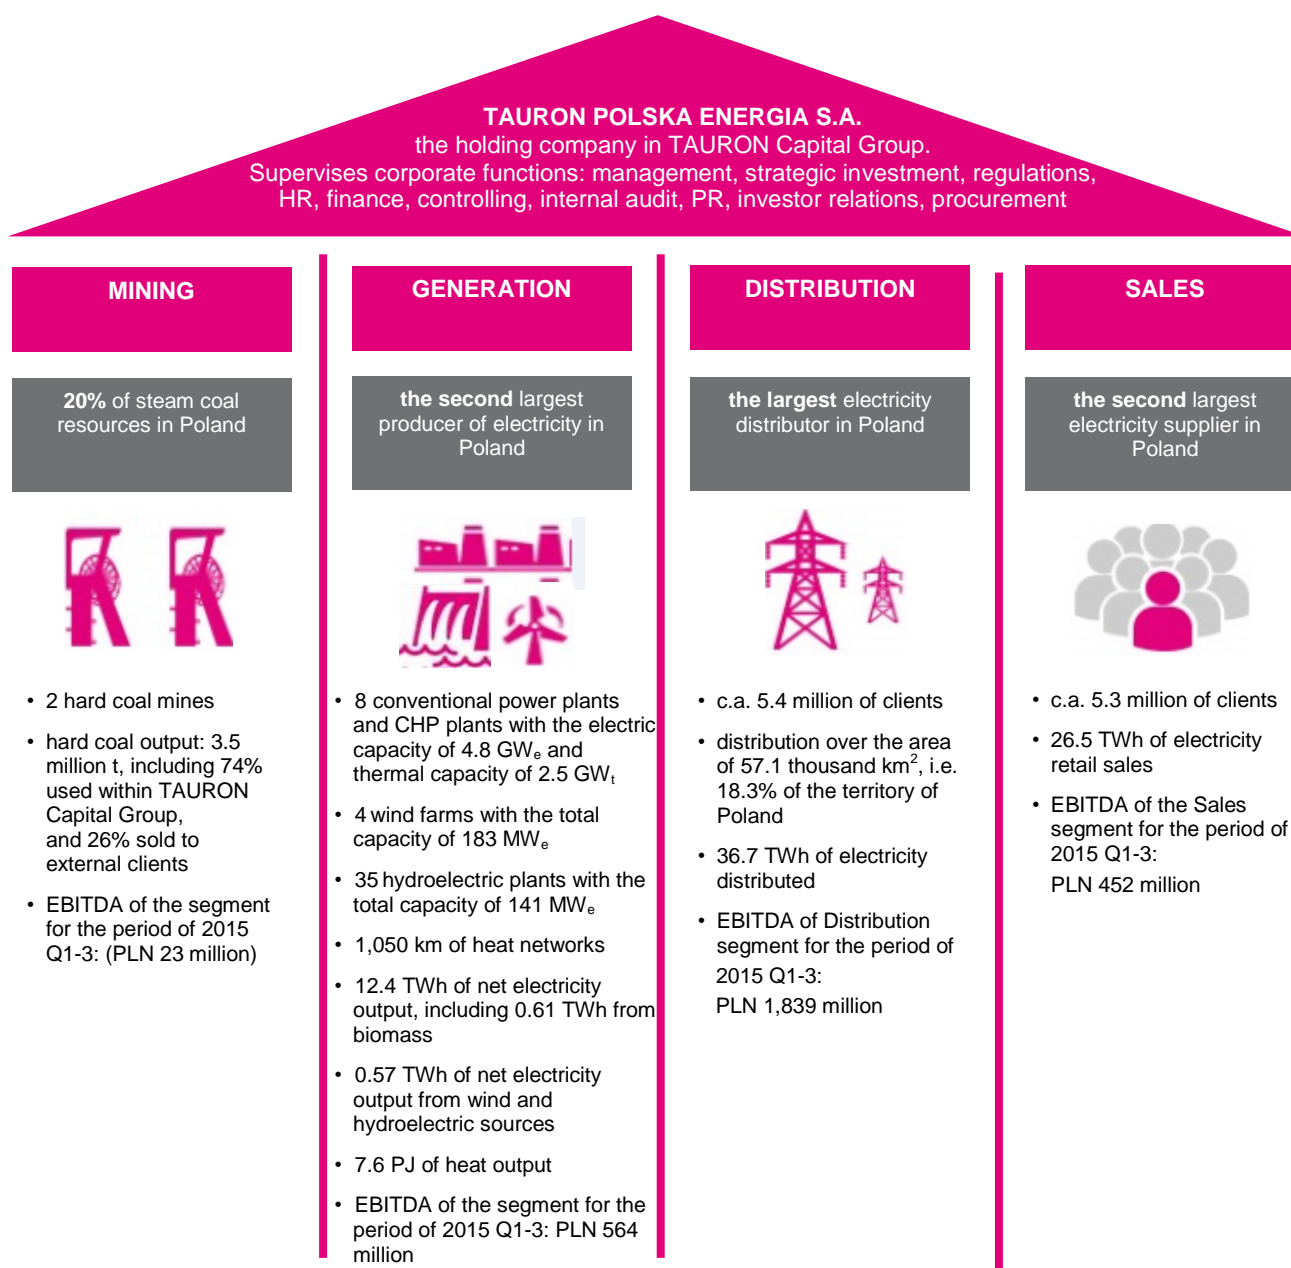 TAURON POLSKA ENERGIA S.A.
the holding company in TAURON Capital Group.
Supervises corporate functions: management, strategic investment, regulations,
HR, finance, controlling, internal audit, PR, investor relations, procurement
MINING
20% of steam coal
resources in Poland
• 2 hard coal mines
• hard coal output: 3.5
million t, including 74%
used within TAURON
Capital Group,
and 26% sold to
external clients
• EBITDA of the segment
for the period of 2015
Q1-3: (PLN 23 million)
GENERATION
the second largest
producer of electricity in
Poland
• 8 conventional power plants
and CHP plants with the electric
capacity of 4.8 GWₑ and
thermal capacity of 2.5 GWₜ
• 4 wind farms with the total
capacity of 183 MWₑ
• 35 hydroelectric plants with the
total capacity of 141 MWₑ
• 1,050 km of heat networks
• 12.4 TWh of net electricity
output, including 0.61 TWh from
biomass
• 0.57 TWh of net electricity
output from wind and
hydroelectric sources
• 7.6 PJ of heat output
• EBITDA of the segment for the
period of 2015 Q1-3: PLN 564
million
DISTRIBUTION
the largest electricity
distributor in Poland
• c.a. 5.4 million of clients
• distribution over the area
of 57.1 thousand km², i.e.
18.3% of the territory of
Poland
• 36.7 TWh of electricity
distributed
• EBITDA of Distribution
segment for the period of
2015 Q1-3:
PLN 1,839 million
SALES
the second largest
electricity supplier in
Poland
• c.a. 5.3 million of clients
• 26.5 TWh of electricity
retail sales
• EBITDA of the Sales
segment for the period of
2015 Q1-3:
PLN 452 million